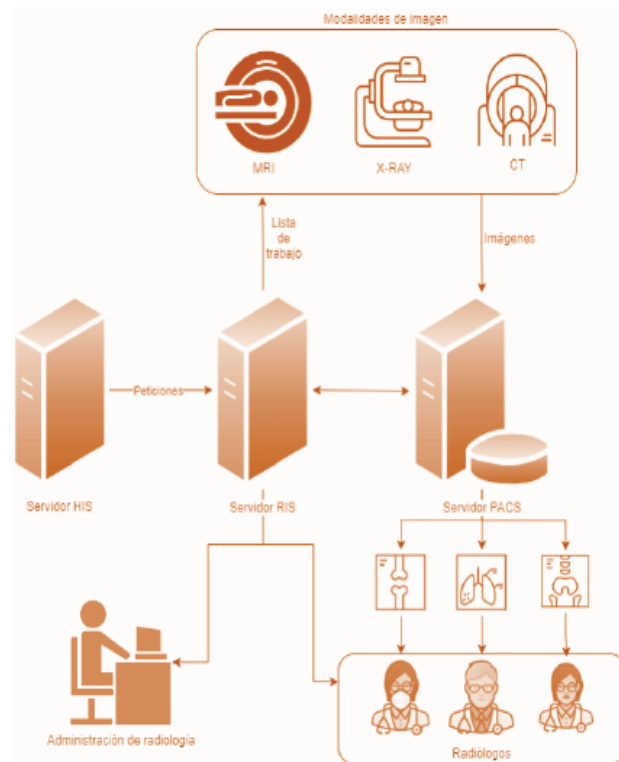 Modalidades de imagen
MRI
X-RAY
CT
Lista
de
trabajo
Imágenes
Peticiones
Servidor HIS
Servidor RIS
Servidor PACS
Administración de radiología
Radiólogos